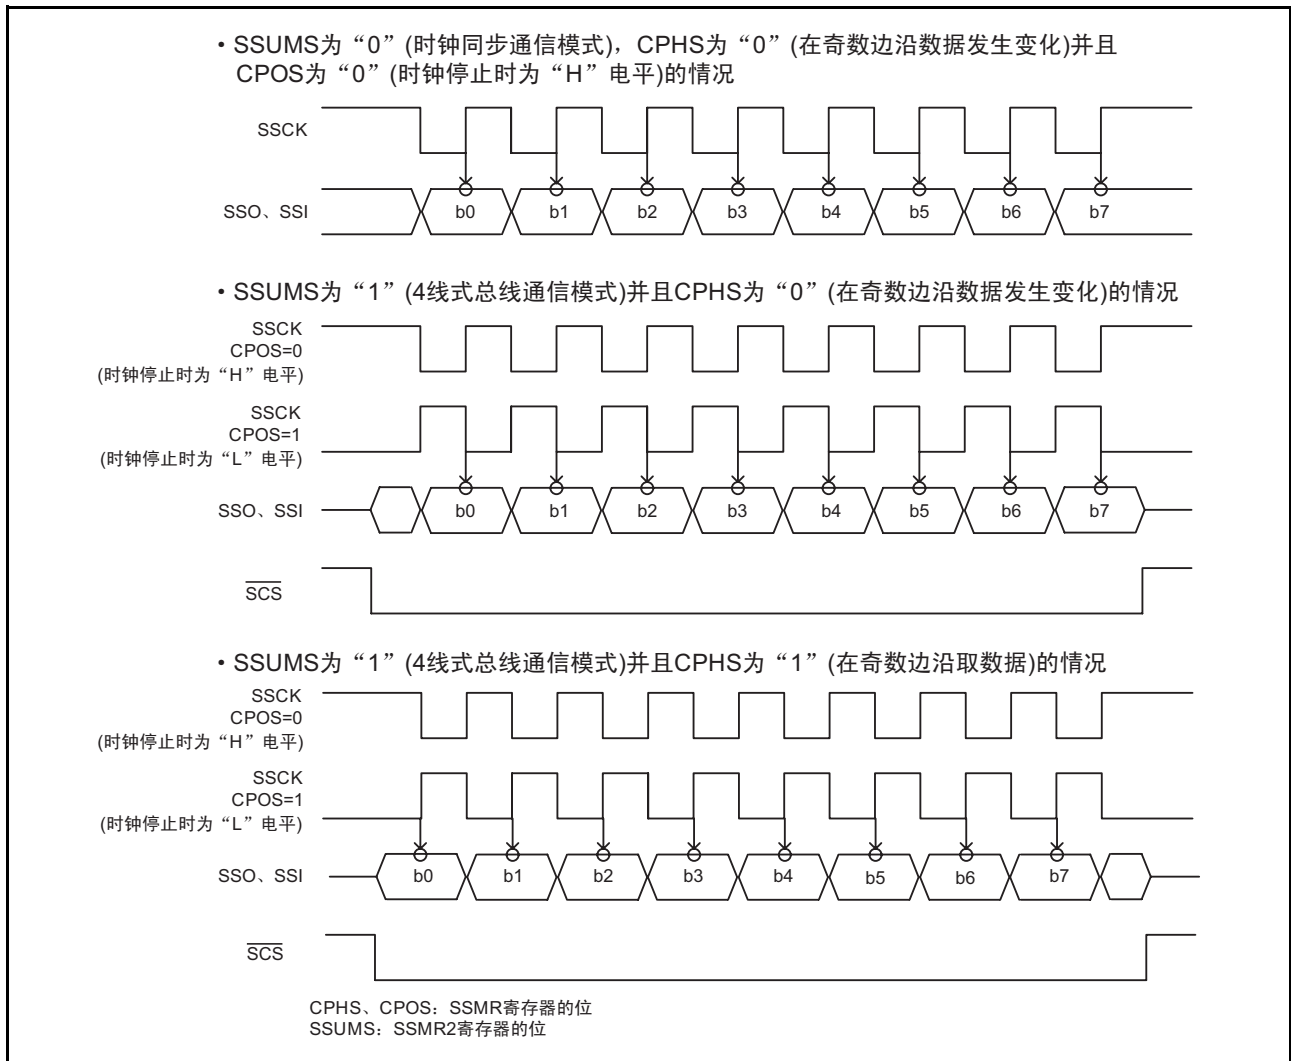 • SSUMS为“0”(时钟同步通信模式)，CPHS为“0”(在奇数边沿数据发生变化)并且
CPOS为“0”(时钟停止时为“H”电平)的情况
SSCK
SSO、SSI
b0 b1 b2 b3 b4 b5 b6 b7
• SSUMS为“1”(4线式总线通信模式)并且CPHS为“0”(在奇数边沿数据发生变化)的情况
SSCK
CPOS=0
(时钟停止时为“H”电平)
SSCK
CPOS=1
(时钟停止时为“L”电平)
SSO、SSI
b0 b1 b2 b3 b4 b5 b6 b7
SCS
• SSUMS为“1”(4线式总线通信模式)并且CPHS为“1”(在奇数边沿取数据)的情况
SSCK
CPOS=0
(时钟停止时为“H”电平)
SSCK
CPOS=1
(时钟停止时为“L”电平)
SSO、SSI
b0 b1 b2 b3 b4 b5 b6 b7
SCS
CPHS、CPOS：SSMR寄存器的位
SSUMS：SSMR2寄存器的位